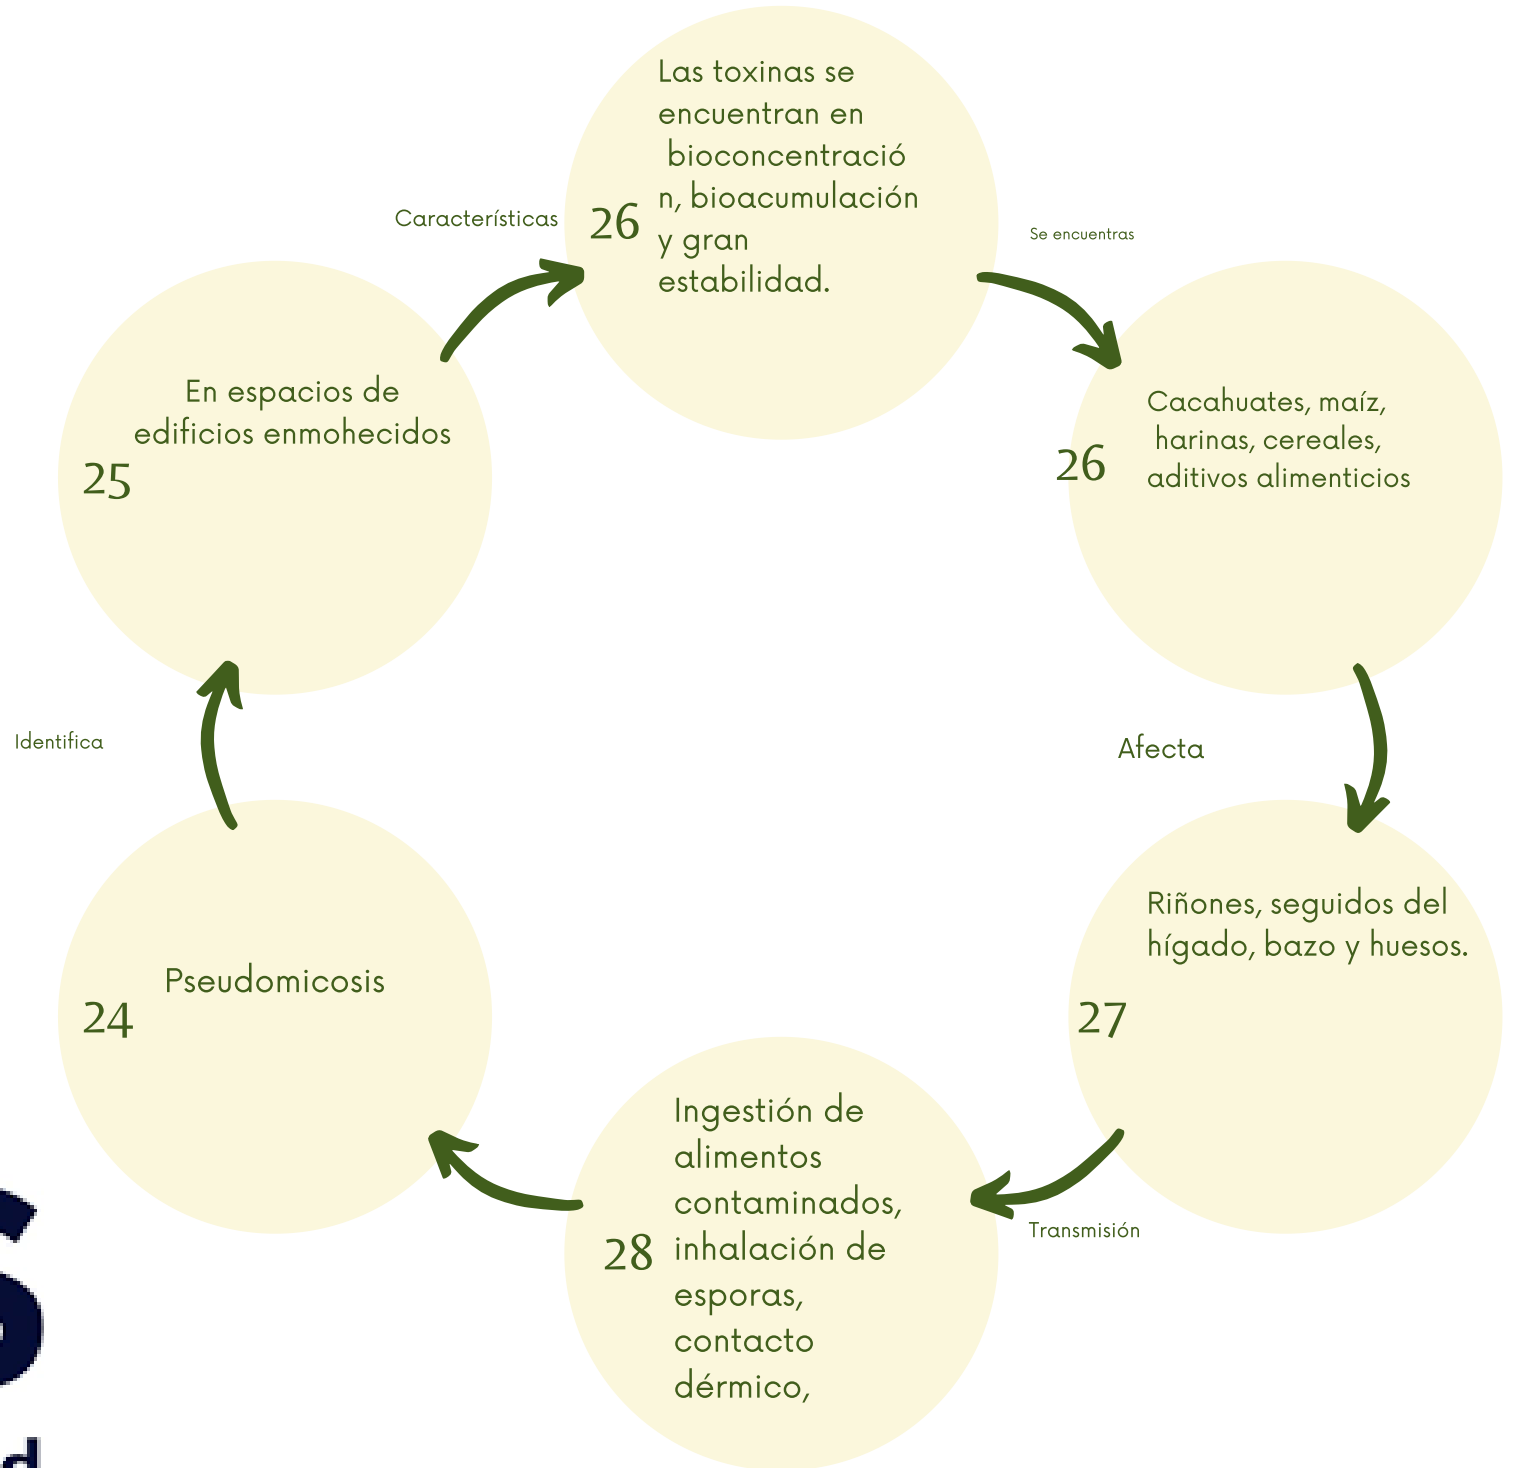 Las toxinas se
encuentran en
bioconcentració
n, bioacumulación
y gran
estabilidad.
26
Características
Se encuentras
En espacios de
edificios enmohecidos
25
Cacahuates, maíz,
harinas, cereales,
aditivos alimenticios
26
Identifica
Afecta
Pseudomicosis
24
Riñones, seguidos del
hígado, bazo y huesos.
27
Ingestión de
alimentos
contaminados,
inhalación de
esporas,
contacto
dérmico,
28
Transmisión
S
d